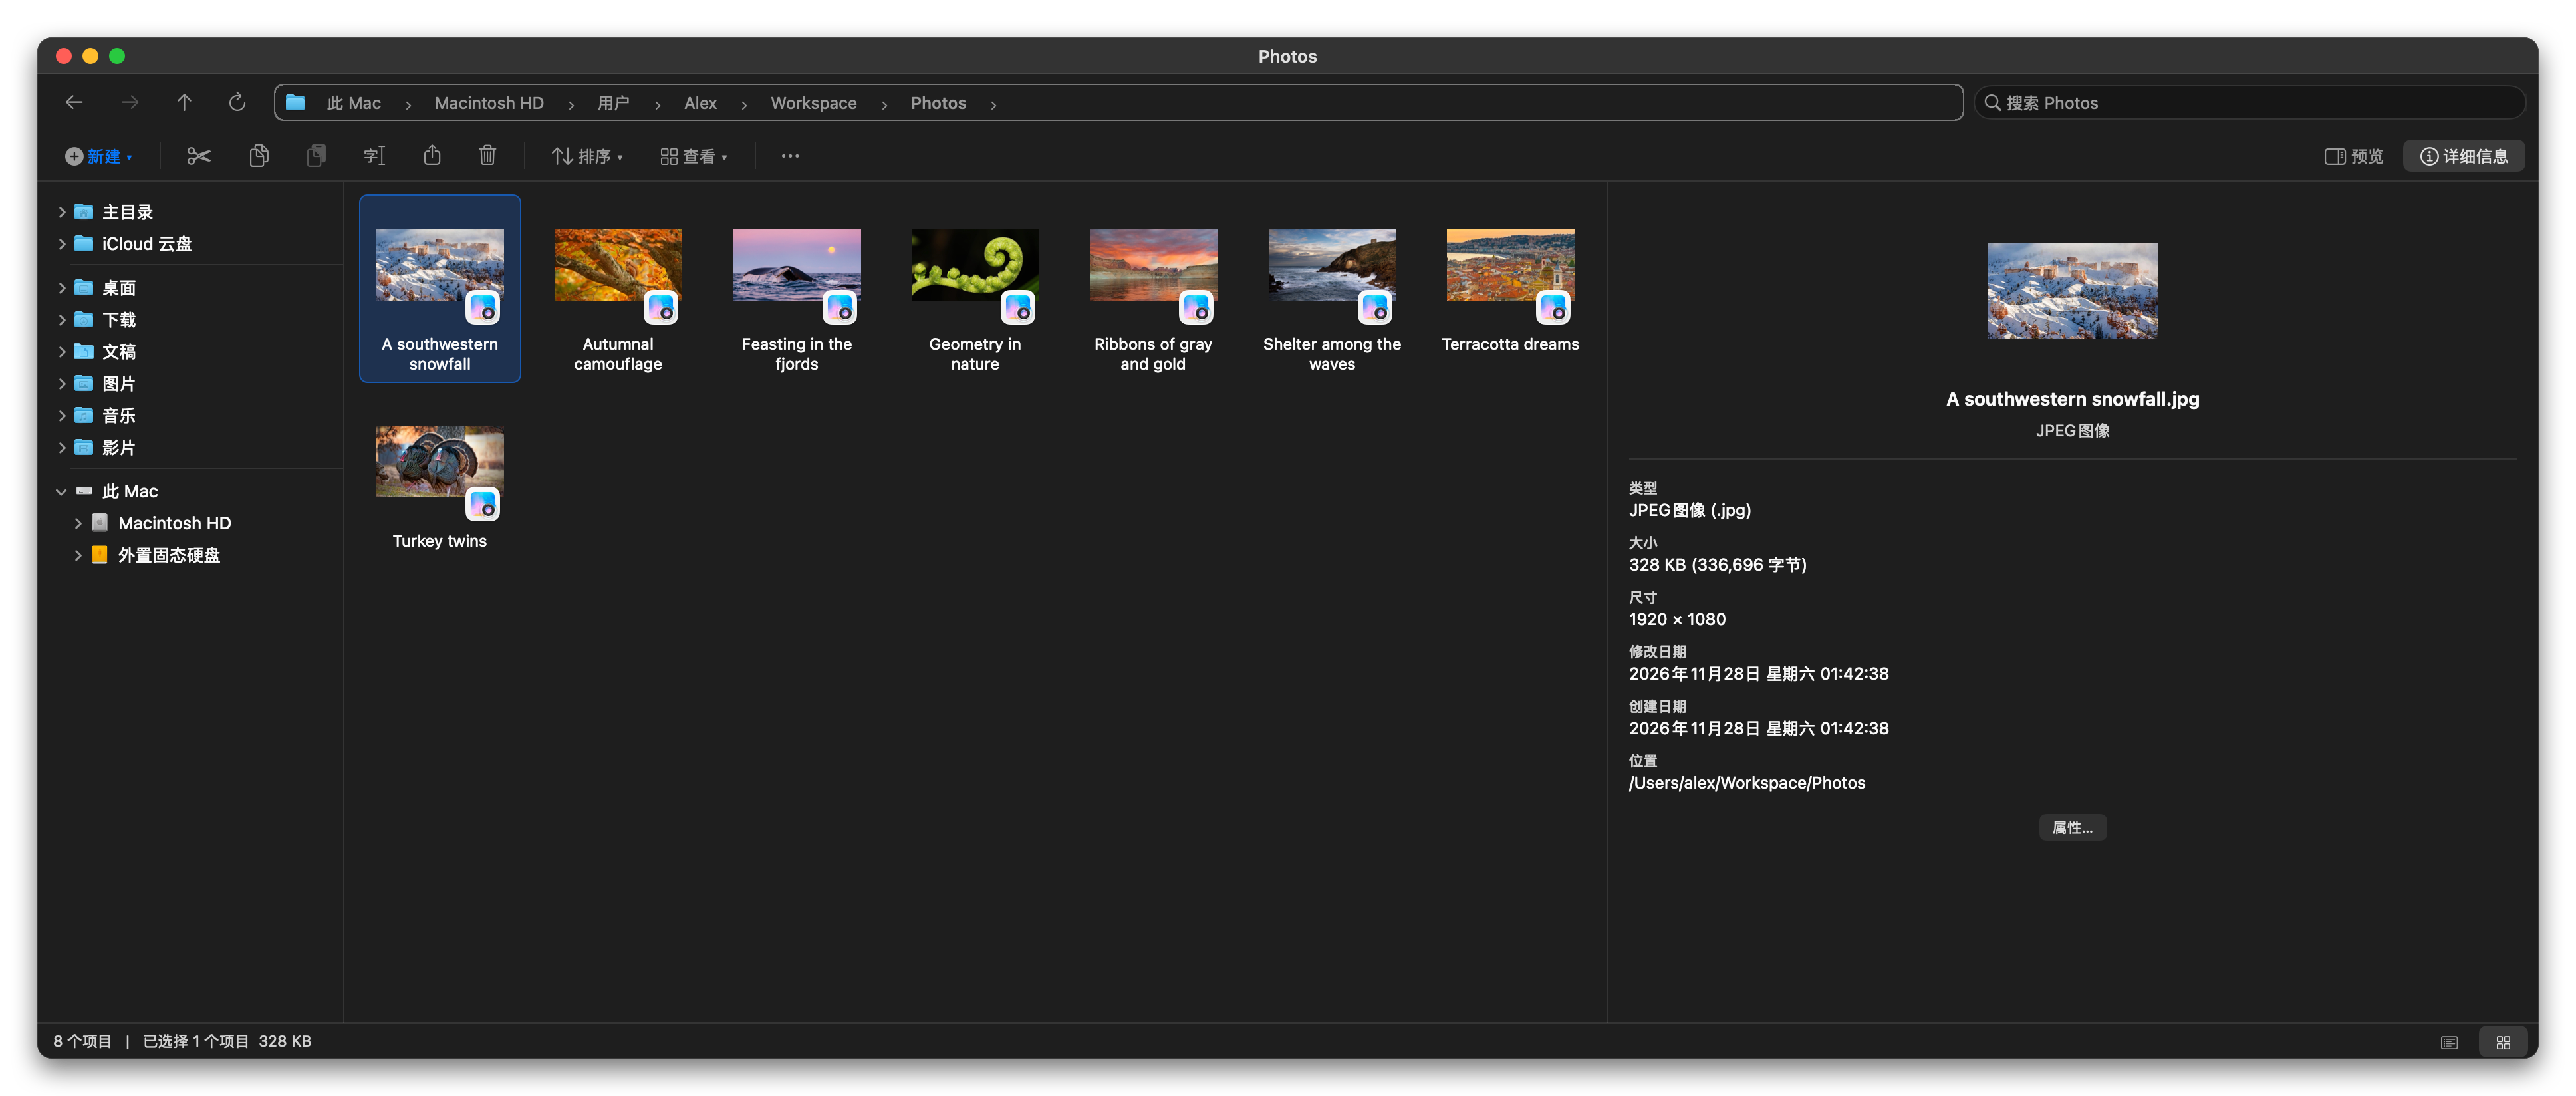 Photos
此 Mac › Macintosh HD › 用户 › Alex › Workspace › Photos ›
搜索 Photos
新建
字
排序
查看
···
预览
详细信息
主目录
iCloud 云盘
桌面
下载
文稿
图片
音乐
影片
此 Mac
Macintosh HD
外置固态硬盘
A southwestern
snowfall
Autumnal
camouflage
Feasting in the
fjords
Geometry in
nature
Ribbons of gray
and gold
Shelter among the
waves
Terracotta dreams
Turkey twins
A southwestern snowfall.jpg
JPEG图像
类型
JPEG图像 (.jpg)
大小
328 KB (336,696 字节)
尺寸
1920 × 1080
修改日期
2026年11月28日 星期六 01:42:38
创建日期
2026年11月28日 星期六 01:42:38
位置
/Users/alex/Workspace/Photos
属性...
8 个项目 | 已选择 1 个项目 328 KB